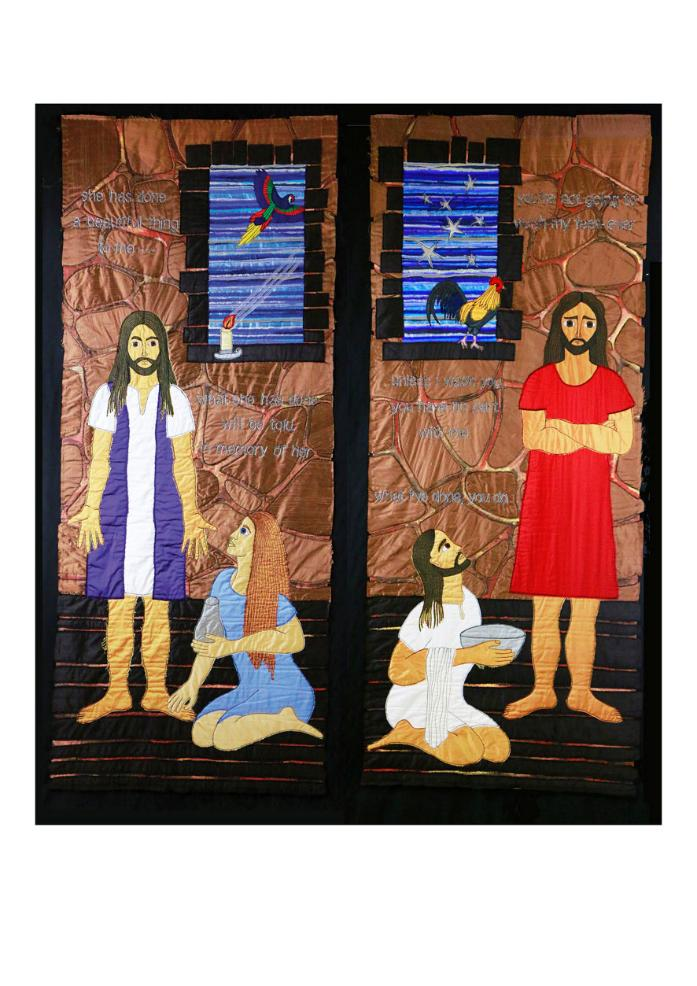 she has done
a beautiful thing
to me ...
what she has done
will be told,
in memory of her
you're not going to
wash my feet-ever
unless I wash you,
you have no part
with me
what I've done, you do.